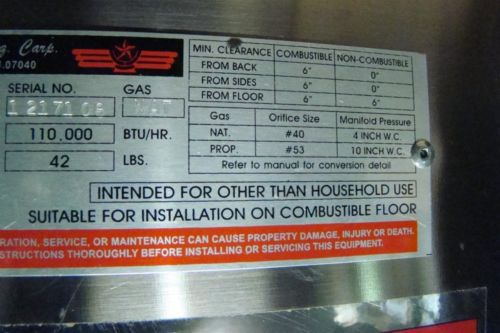 g. Carp.
.07040
MIN. CLEARANCE COMBUSTIBLE NON-COMBUSTIBLE
FROM BACK 6" 0"
FROM SIDES 6" 0"
FROM FLOOR 6" 6"
SERIAL NO. GAS
1217108 NAT
110,000 BTU/HR.
42 LBS.
Gas Orifice Size Manifold Pressure
NAT. #40 4 INCH W.C.
PROP. #53 10 INCH W.C.
Refer to manual for conversion detail
INTENDED FOR OTHER THAN HOUSEHOLD USE
SUITABLE FOR INSTALLATION ON COMBUSTIBLE FLOOR
RATION, SERVICE, OR MAINTENANCE CAN CAUSE PROPERTY DAMAGE, INJURY OR DEATH.
STRUCTIONS THOROUGHLY BEFORE INSTALLING OR SERVICING THIS EQUIPMENT.